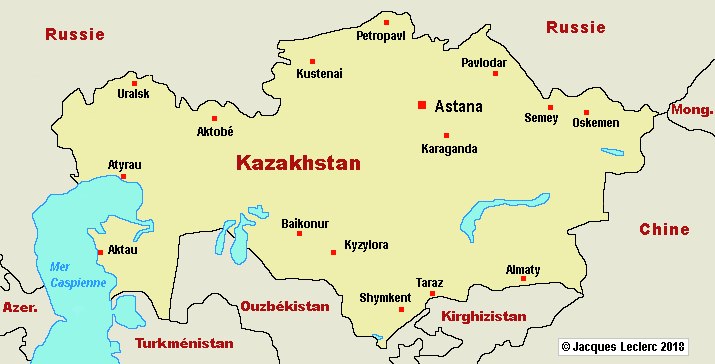 Russie
Russie
Petropavl
Kustenai
Pavlodar
Uralsk
Astana
Mong.
Aktobé
Semey
Oskemen
Karaganda
Atyrau
Kazakhstan
Baikonur
Chine
Aktau
Kyzylora
Mer
Caspienne
Almaty
Taraz
Azer.
Ouzbékistan
Shymkent
Kirghizistan
Turkménistan
© Jacques Leclerc 2018